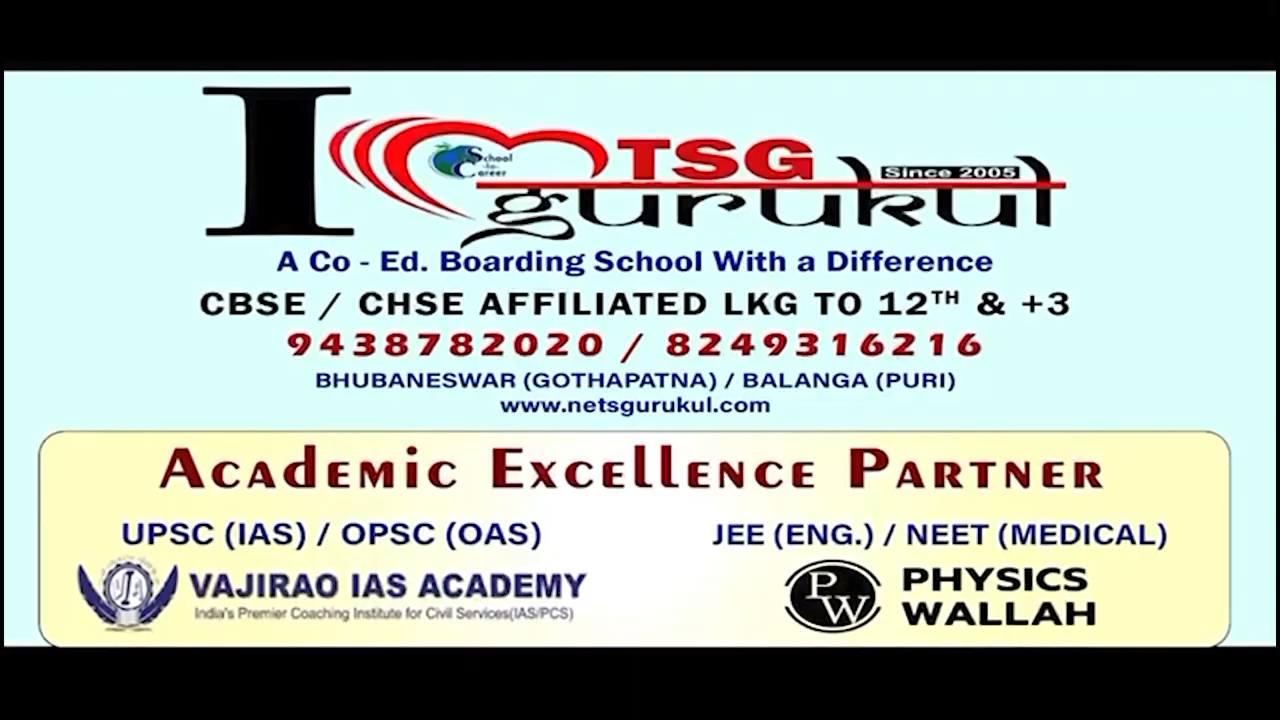 I TSG gurukul
Since 2005
School
-to-
Career
A Co - Ed. Boarding School With a Difference
CBSE / CHSE AFFILIATED LKG TO 12TH & +3
9438782020 / 8249316216
BHUBANESWAR (GOTHAPATNA) / BALANGA (PURI)
www.netsgurukul.com
ACADEMIC EXCELLENCE PARTNER
UPSC (IAS) / OPSC (OAS)
VAJIRAO IAS ACADEMY
India's Premier Coaching Institute for Civil Services(IAS/PCS)
JEE (ENG.) / NEET (MEDICAL)
PW
PHYSICS
WALLAH